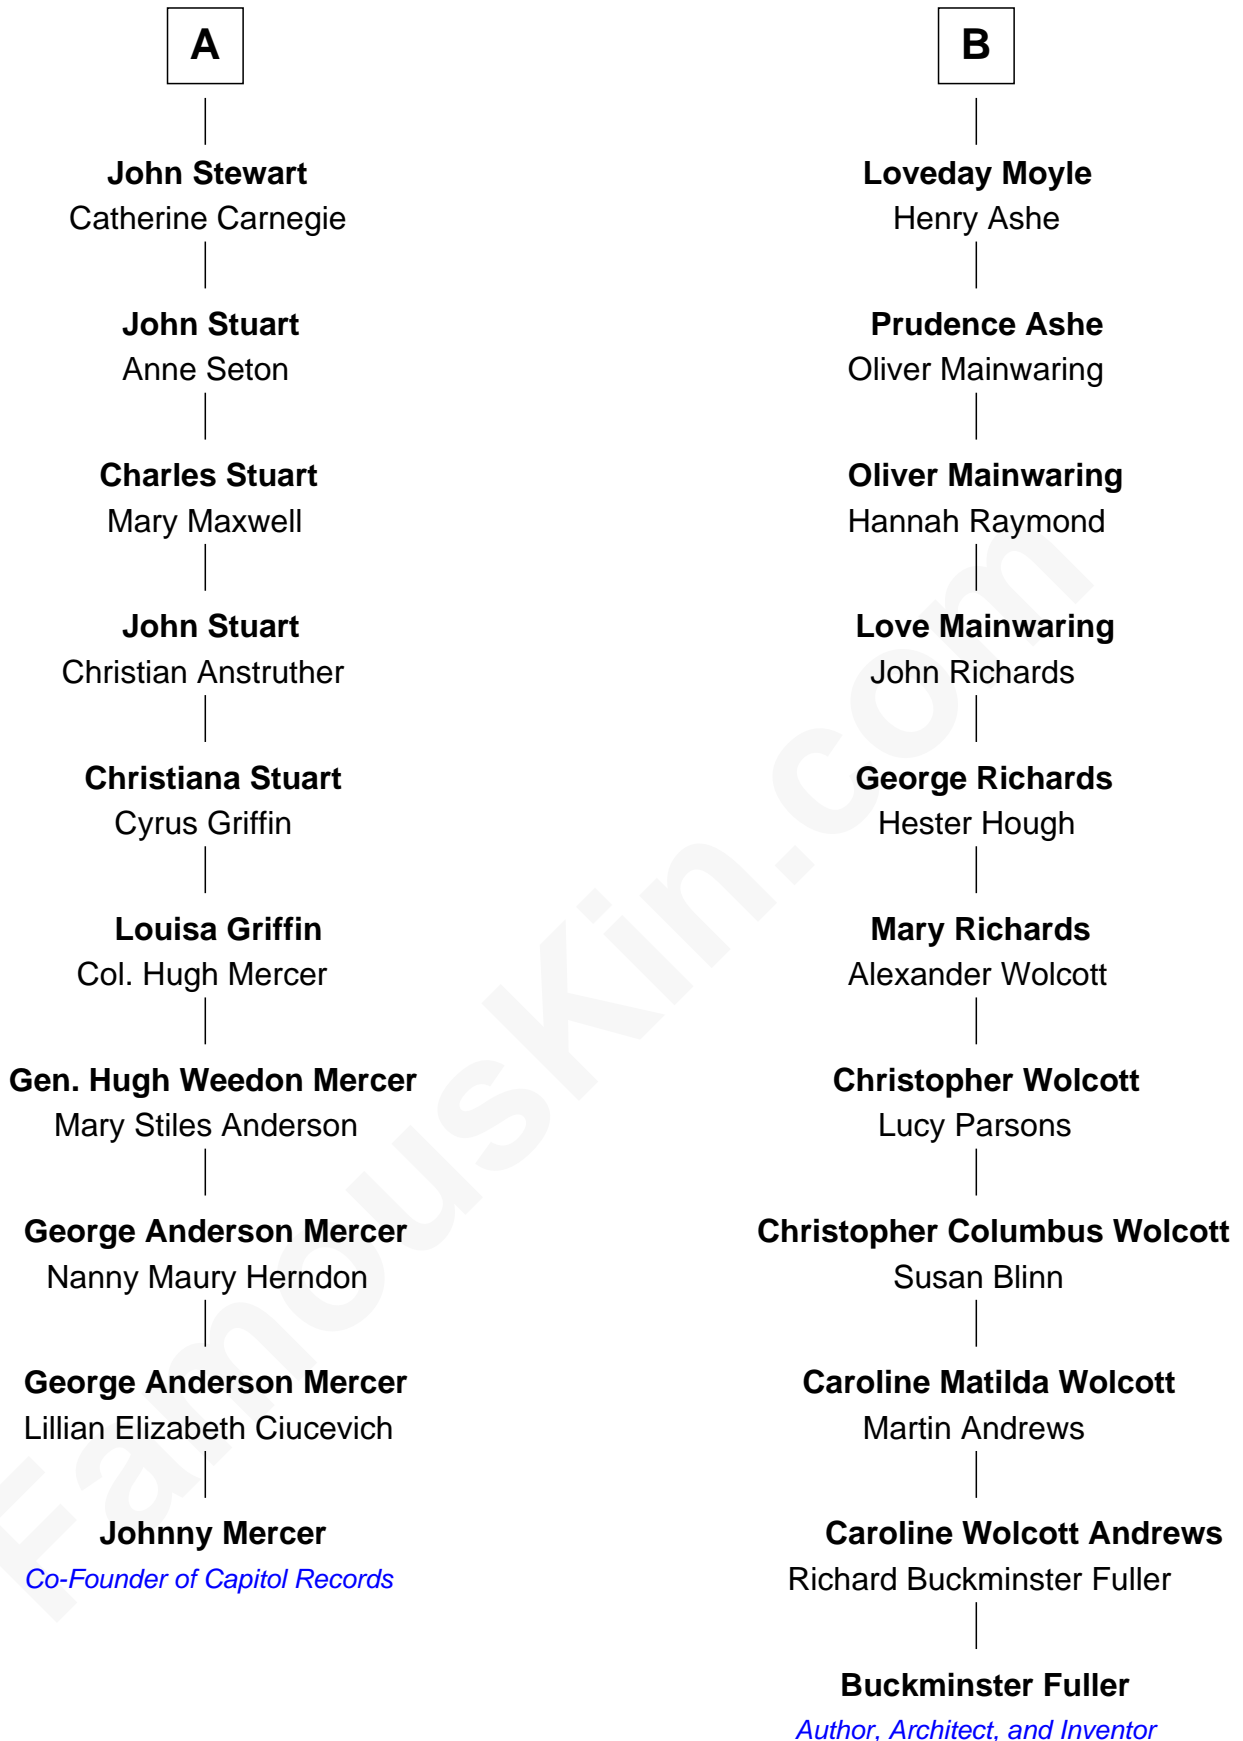 A
John Stewart
Catherine Carnegie
John Stuart
Anne Seton
Charles Stuart
Mary Maxwell
John Stuart
Christian Anstruther
Christiana Stuart
Cyrus Griffin
Louisa Griffin
Col. Hugh Mercer
Gen. Hugh Weedon Mercer
Mary Stiles Anderson
George Anderson Mercer
Nanny Maury Herndon
George Anderson Mercer
Lillian Elizabeth Ciucevich
Johnny Mercer
Co-Founder of Capitol Records
B
Loveday Moyle
Henry Ashe
Prudence Ashe
Oliver Mainwaring
Oliver Mainwaring
Hannah Raymond
Love Mainwaring
John Richards
George Richards
Hester Hough
Mary Richards
Alexander Wolcott
Christopher Wolcott
Lucy Parsons
Christopher Columbus Wolcott
Susan Blinn
Caroline Matilda Wolcott
Martin Andrews
Caroline Wolcott Andrews
Richard Buckminster Fuller
Buckminster Fuller
Author, Architect, and Inventor
FamousKin.com